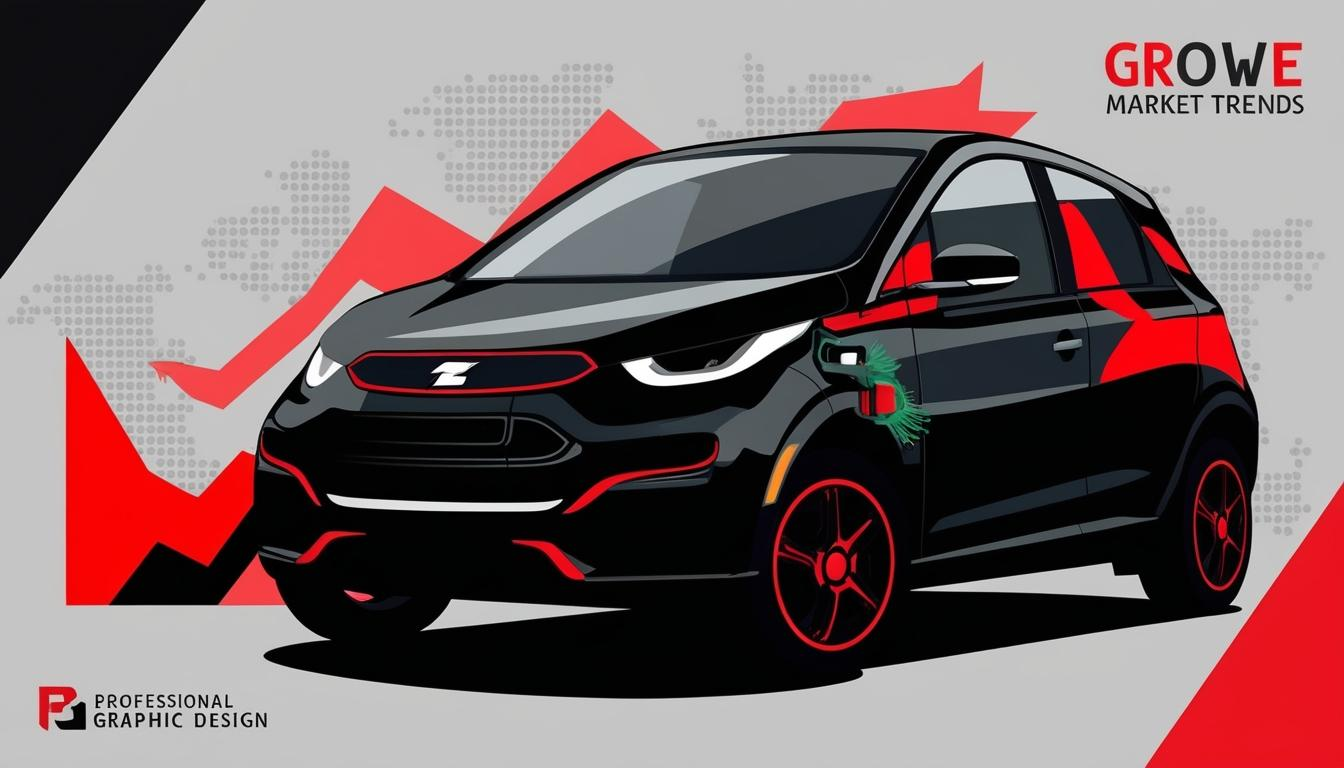 GROWE
MARKET TRENDS
PROFESSIONAL
GRAPHIC DESIGN